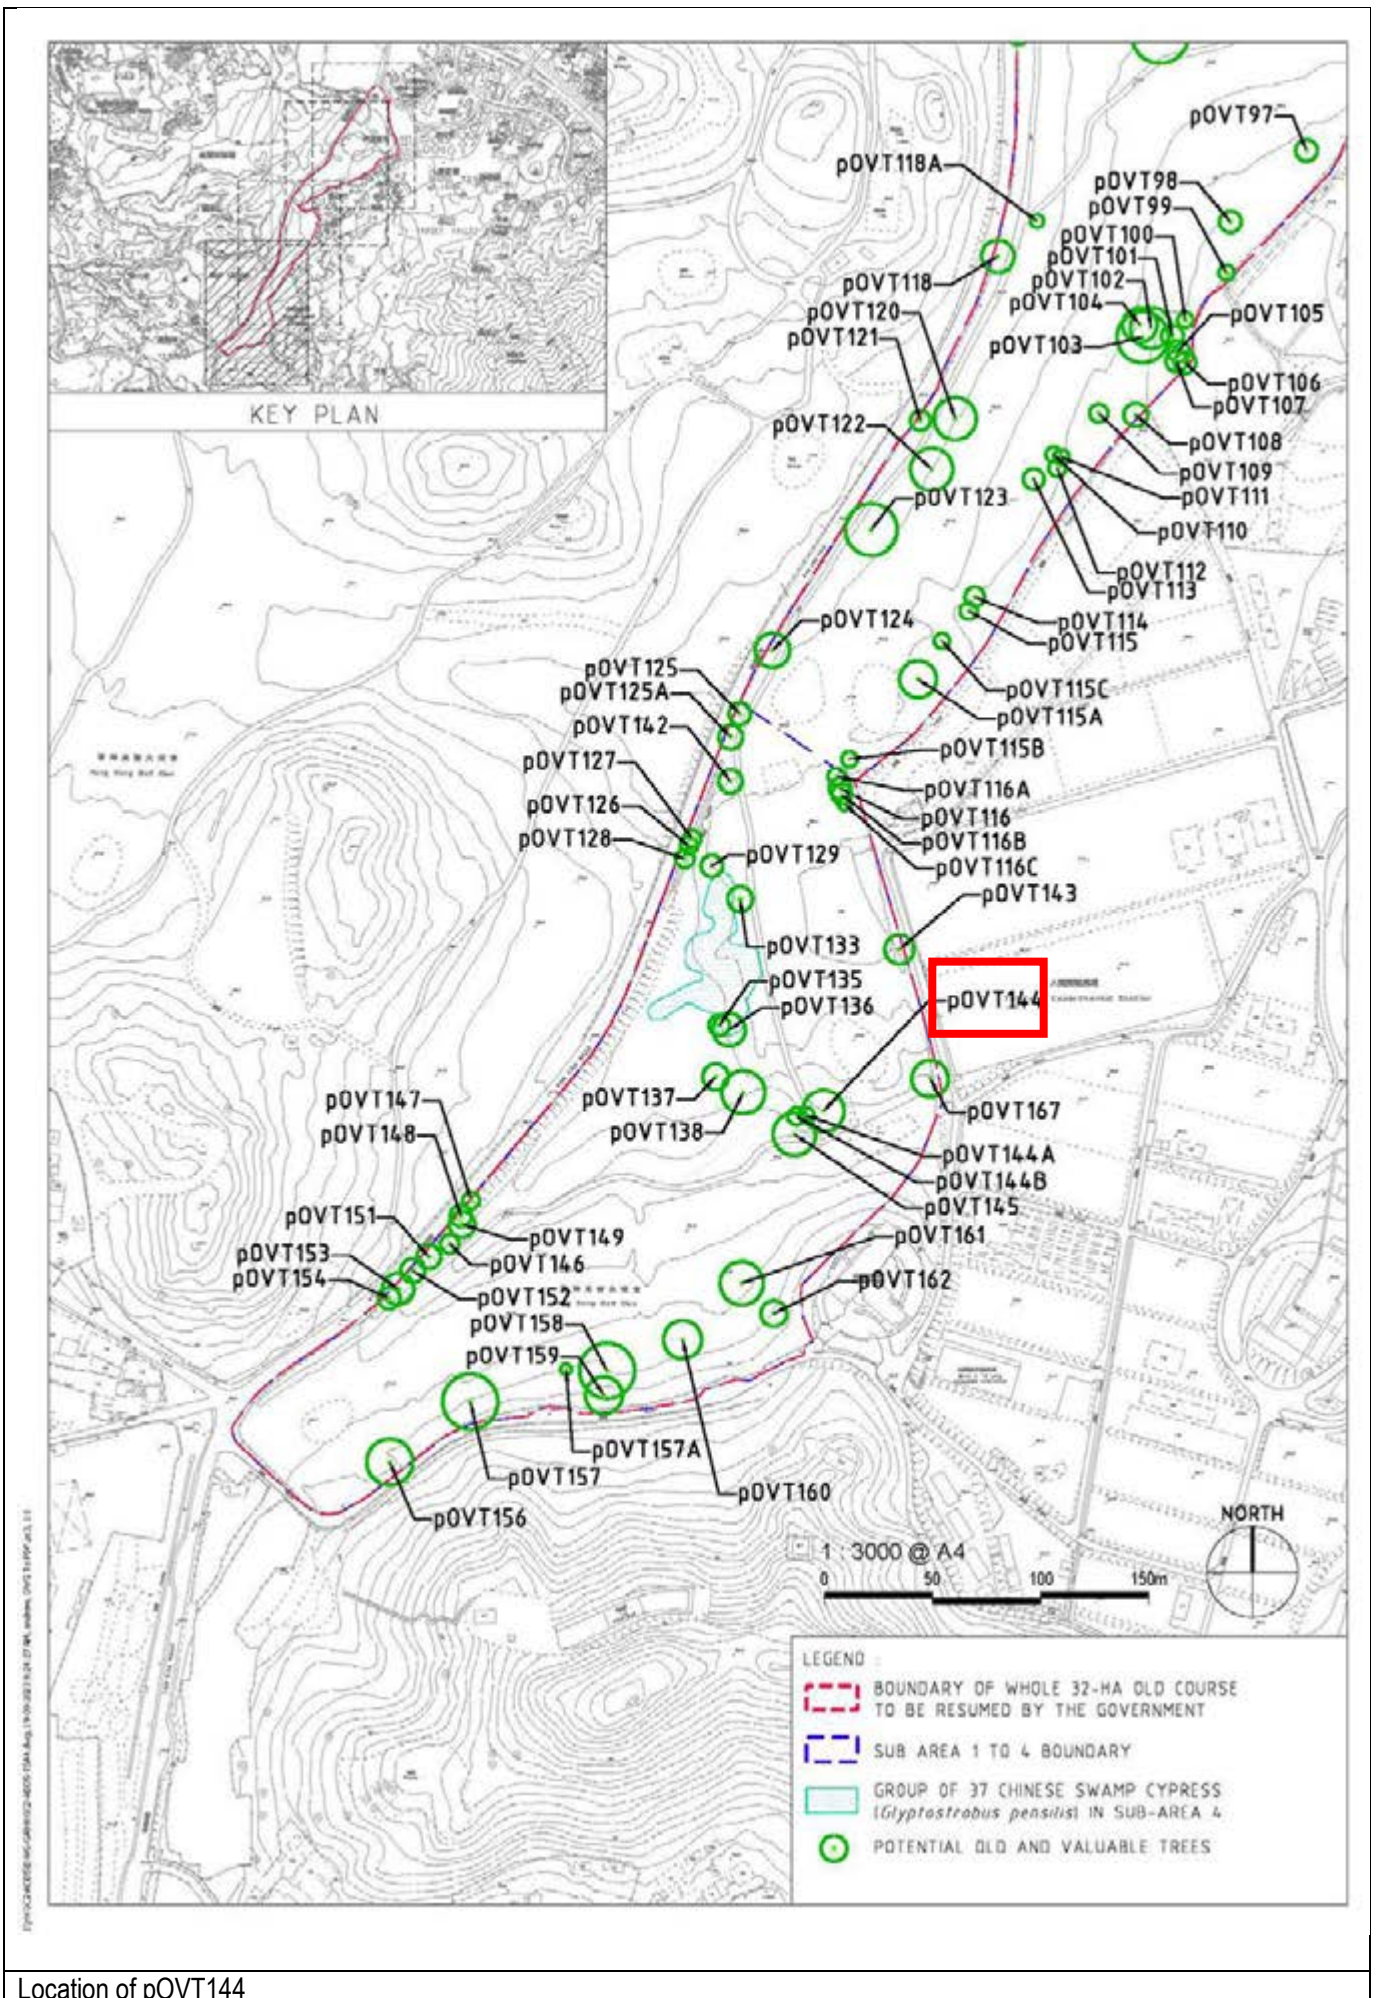 KEY PLAN
pOVT97
pOVT118A
pOVT98
pOVT99
pOVT100
pOVT101
pOVT102
pOVT104
pOVT118
pOVT120
pOVT105
pOVT121
pOVT103
pOVT106
pOVT107
pOVT122
pOVT108
pOVT109
pOVT123
pOVT111
pOVT110
pOVT112
pOVT113
pOVT124
pOVT114
pOVT115
pOVT125
pOVT125A
pOVT115C
pOVT142
pOVT115A
pOVT127
pOVT115B
pOVT116A
pOVT126
pOVT116
pOVT128
pOVT116B
pOVT129
pOVT116C
pOVT143
pOVT133
pOVT135
pOVT144
Experimental Station
pOVT136
pOVT147
pOVT137
pOVT167
pOVT148
pOVT138
pOVT144A
pOVT144B
pOVT145
pOVT151
pOVT149
pOVT161
pOVT153
pOVT146
pOVT154
pOVT162
pOVT152
pOVT158
pOVT159
pOVT157A
pOVT157
pOVT160
pOVT156
NORTH
1 : 3000 @ A4
0 50 100 150m
LEGEND :
BOUNDARY OF WHOLE 32-HA OLD COURSE
TO BE RESUMED BY THE GOVERNMENT
SUB AREA 1 TO 4 BOUNDARY
GROUP OF 37 CHINESE SWAMP CYPRESS
(Glyptostrobus pensilis) IN SUB-AREA 4
POTENTIAL OLD AND VALUABLE TREES
Location of pOVT144